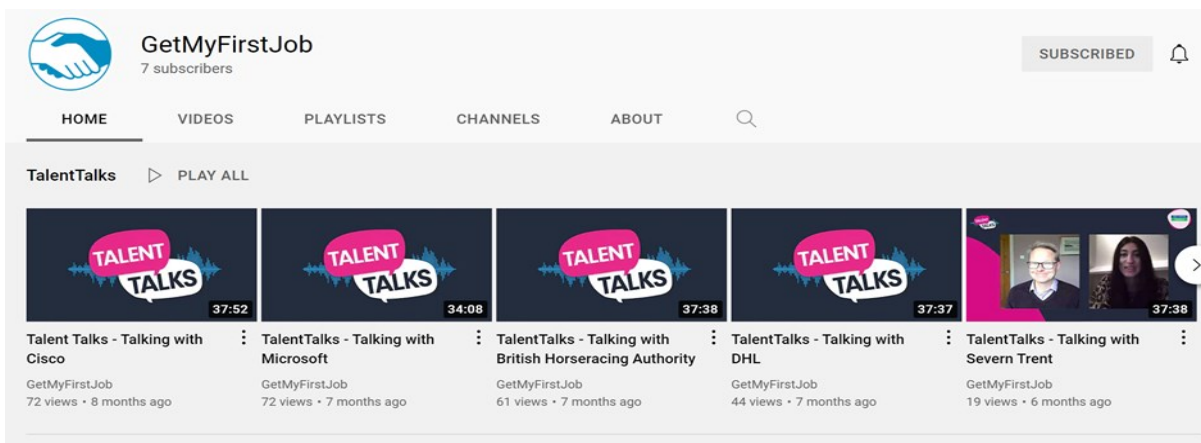 GetMyFirstJob
7 subscribers
SUBSCRIBED
HOME VIDEOS PLAYLISTS CHANNELS ABOUT
TalentTalks PLAY ALL
TALENT TALKS 37:52
TALENT TALKS 34:08
TALENT TALKS 37:38
TALENT TALKS 37:37
37:38
Talent Talks - Talking with
Cisco
GetMyFirstJob
72 views • 8 months ago
TalentTalks - Talking with
Microsoft
GetMyFirstJob
72 views • 7 months ago
TalentTalks - Talking with
British Horseracing Authority
GetMyFirstJob
61 views • 7 months ago
TalentTalks - Talking with
DHL
GetMyFirstJob
44 views • 7 months ago
TalentTalks - Talking with
Severn Trent
GetMyFirstJob
19 views • 6 months ago